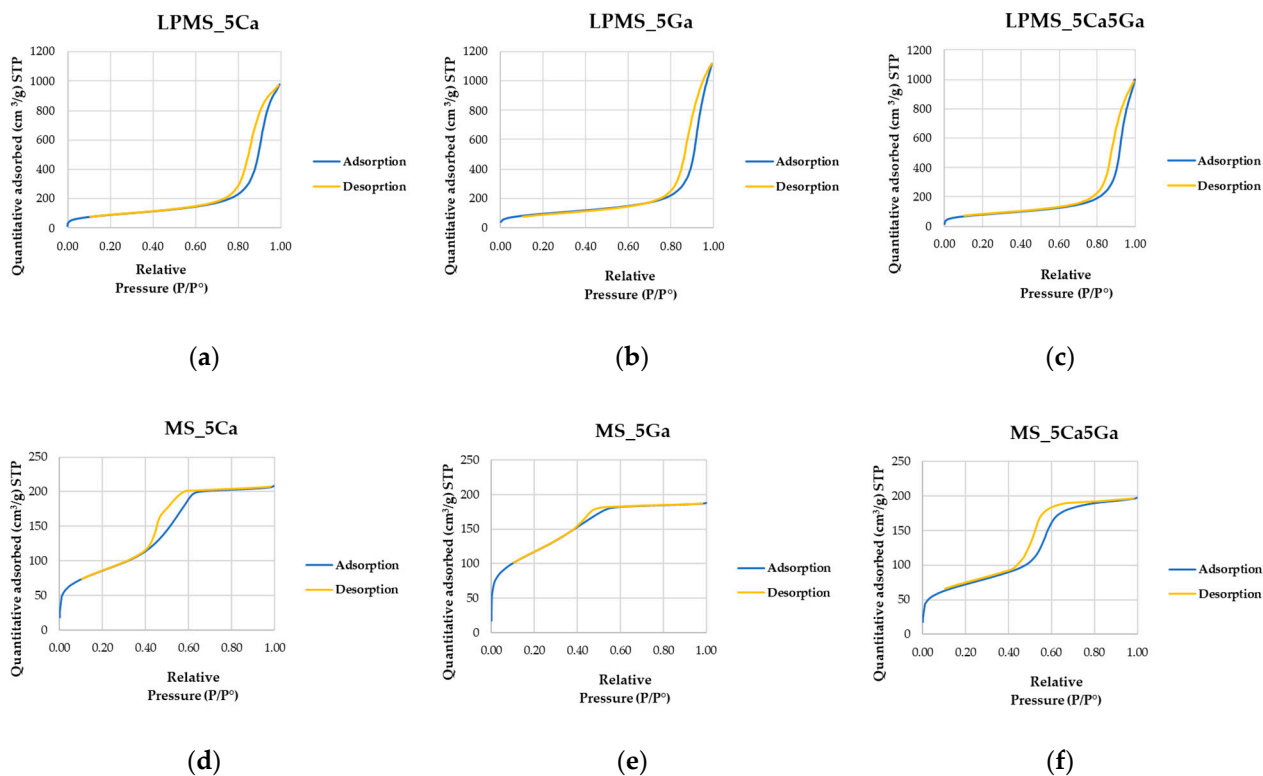 LPMS_5Ca
Quantitative adsorbed (cm ³/g) STP
1200
1000
800
600
400
200
0
0.00 0.20 0.40 0.60 0.80 1.00
Relative
Pressure (P/P°)
Adsorption
Desoprtion
(a)
LPMS_5Ga
Quantitative adsorbed (cm ³/g) STP
1200
1000
800
600
400
200
0
0.00 0.20 0.40 0.60 0.80 1.00
Relative
Pressure (P/P°)
Adsorption
Desorption
(b)
LPMS_5Ca5Ga
Quantitative adsorbed (cm ³/g) STP
1200
1000
800
600
400
200
0
0.00 0.20 0.40 0.60 0.80 1.00
Relative
Pressure (P/P°)
Adsorption
Desorption
(c)
MS_5Ca
Quantitative adsorbed (cm³/g) STP
250
200
150
100
50
0
0.00 0.20 0.40 0.60 0.80 1.00
Relative
Pressure (P/P°)
Adsorption
Desorption
(d)
MS_5Ga
Quantitative adsorbed (cm³/g) STP
250
200
150
100
50
0
0.00 0.20 0.40 0.60 0.80 1.00
Relative
Pressure (P/P°)
Adsorption
Desorption
(e)
MS_5Ca5Ga
Quantitative adsorbed (cm³/g) STP
250
200
150
100
50
0
0.00 0.20 0.40 0.60 0.80 1.00
Relative
Pressure (P/P°)
Adsorption
Desorption
(f)